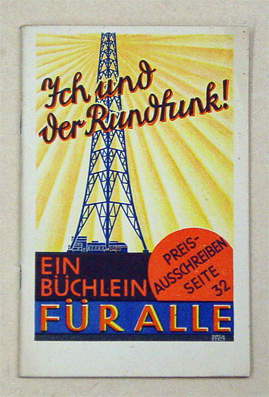 Ich und
der Rundfunk!
EIN
BÜCHLEIN
FÜR ALLE
PREIS-
AUSSCHREIBEN
SEITE
32